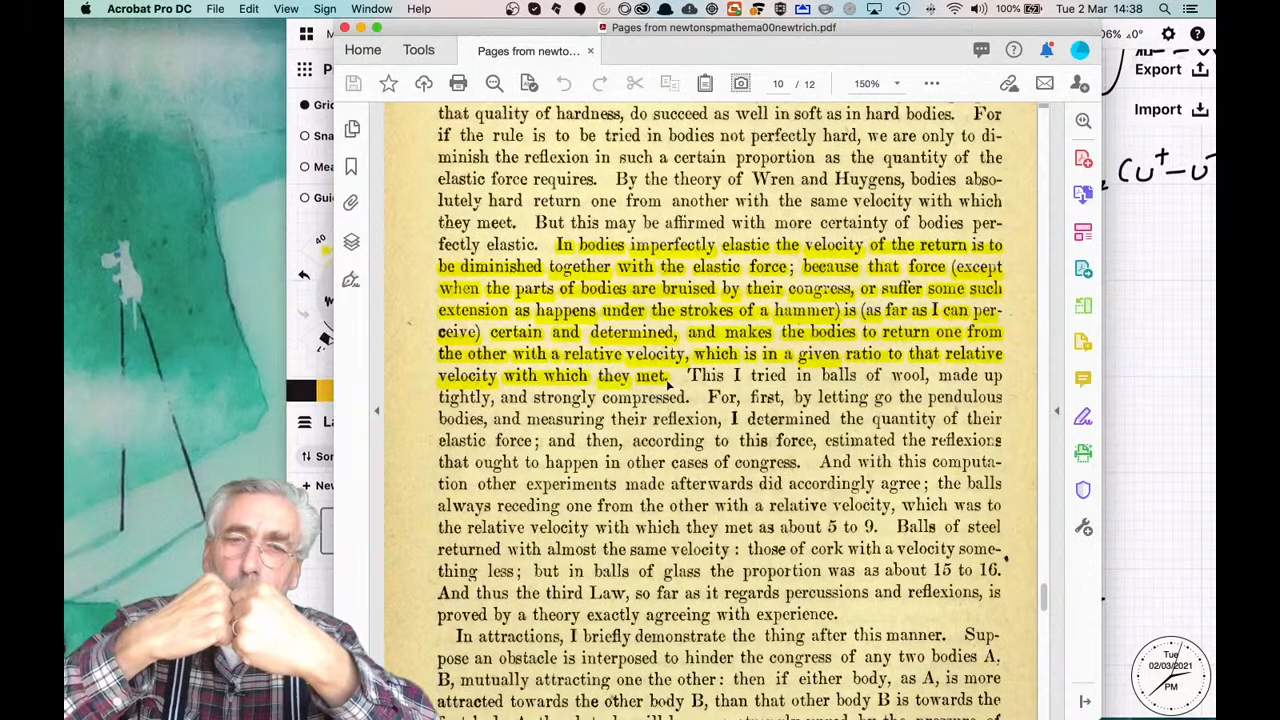 Acrobat Pro DC File Edit View Sign Window Help 100% Tue 2 Mar 14:38
Pages from newtonspmathema00newtrich.pdf
Home Tools Pages from newto... ×
10 / 12 150%
Export
Import
Grid
Sna
Mea
Gui
40
La
Sor
+ New
Cu⁺ - u⁻
that quality of hardness, do succeed as well in soft as in hard bodies. For
if the rule is to be tried in bodies not perfectly hard, we are only to di-
minish the reflexion in such a certain proportion as the quantity of the
elastic force requires. By the theory of Wren and Huygens, bodies abso-
lutely hard return one from another with the same velocity with which
they meet. But this may be affirmed with more certainty of bodies per-
fectly elastic. In bodies imperfectly elastic the velocity of the return is to
be diminished together with the elastic force; because that force (except
when the parts of bodies are bruised by their congress, or suffer some such
extension as happens under the strokes of a hammer) is (as far as I can per-
ceive) certain and determined, and makes the bodies to return one from
the other with a relative velocity, which is in a given ratio to that relative
velocity with which they met. This I tried in balls of wool, made up
tightly, and strongly compressed. For, first, by letting go the pendulous
bodies, and measuring their reflexion, I determined the quantity of their
elastic force; and then, according to this force, estimated the reflexions
that ought to happen in other cases of congress. And with this computa-
tion other experiments made afterwards did accordingly agree; the balls
always receding one from the other with a relative velocity, which was to
the relative velocity with which they met as about 5 to 9. Balls of steel
returned with almost the same velocity: those of cork with a velocity some-
thing less; but in balls of glass the proportion was as about 15 to 16.
And thus the third Law, so far as it regards percussions and reflexions, is
proved by a theory exactly agreeing with experience.
In attractions, I briefly demonstrate the thing after this manner. Sup-
pose an obstacle is interposed to hinder the congress of any two bodies A,
B, mutually attracting one the other: then if either body, as A, is more
attracted towards the other body B, than that other body B is towards the
Tue
02/03/2021
PM